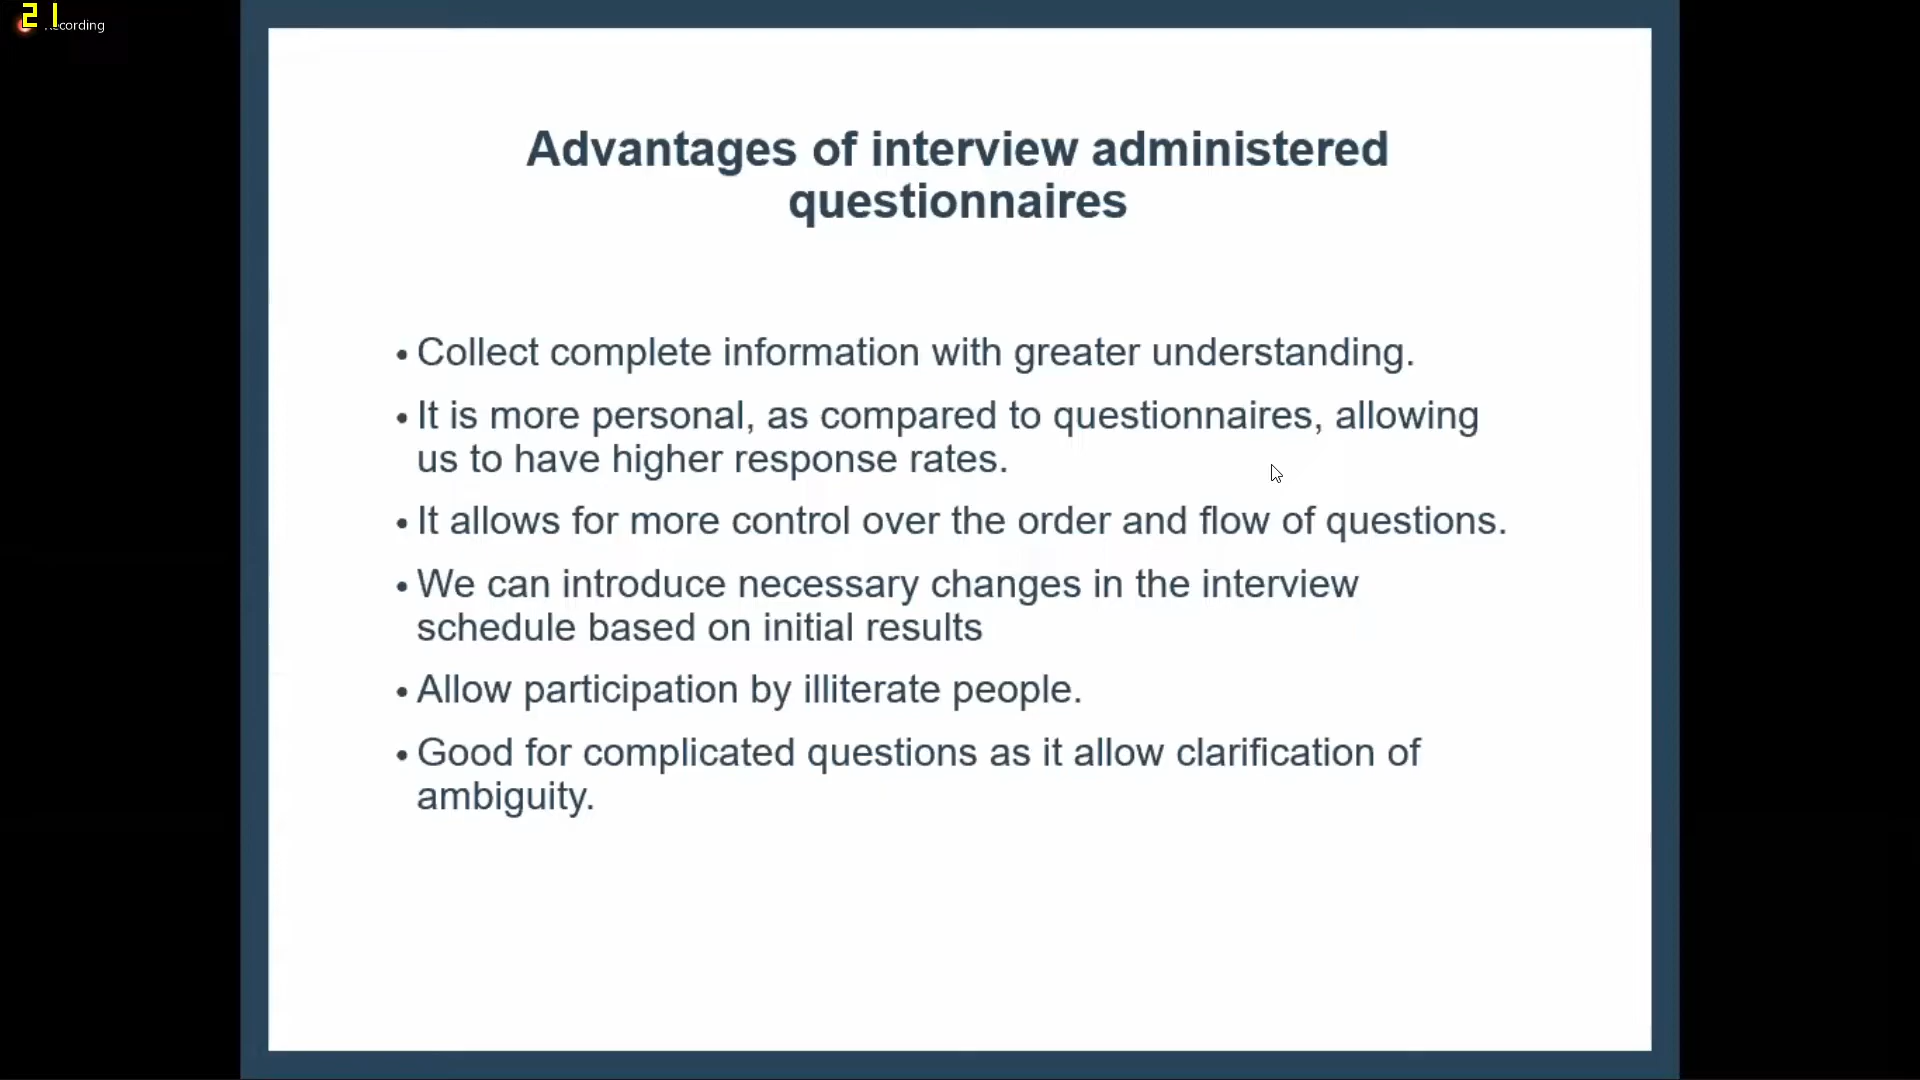 21
Recording
Advantages of interview administered
questionnaires
• Collect complete information with greater understanding.
• It is more personal, as compared to questionnaires, allowing
us to have higher response rates.
• It allows for more control over the order and flow of questions.
• We can introduce necessary changes in the interview
schedule based on initial results
• Allow participation by illiterate people.
• Good for complicated questions as it allow clarification of
ambiguity.